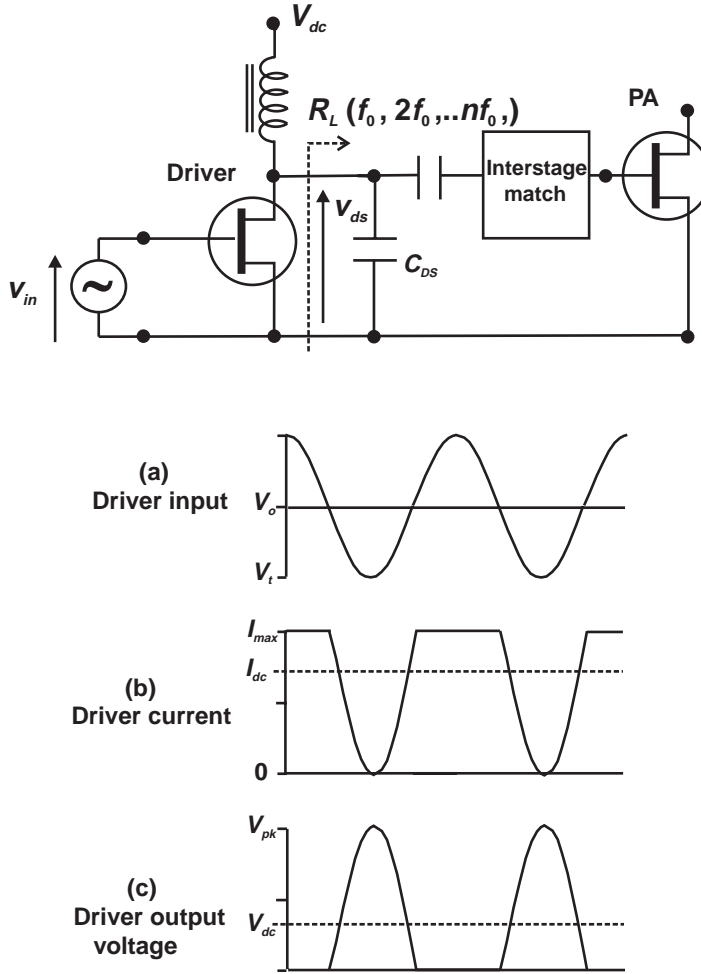 V_dc
R_L (f_0, 2f_0,..nf_0,)
PA
Driver
Interstage
match
v_ds
C_DS
v_in
~
(a)
Driver input
V_o
V_t
I_max
I_dc
(b)
Driver current
0
V_pk
(c)
Driver output
voltage
V_dc